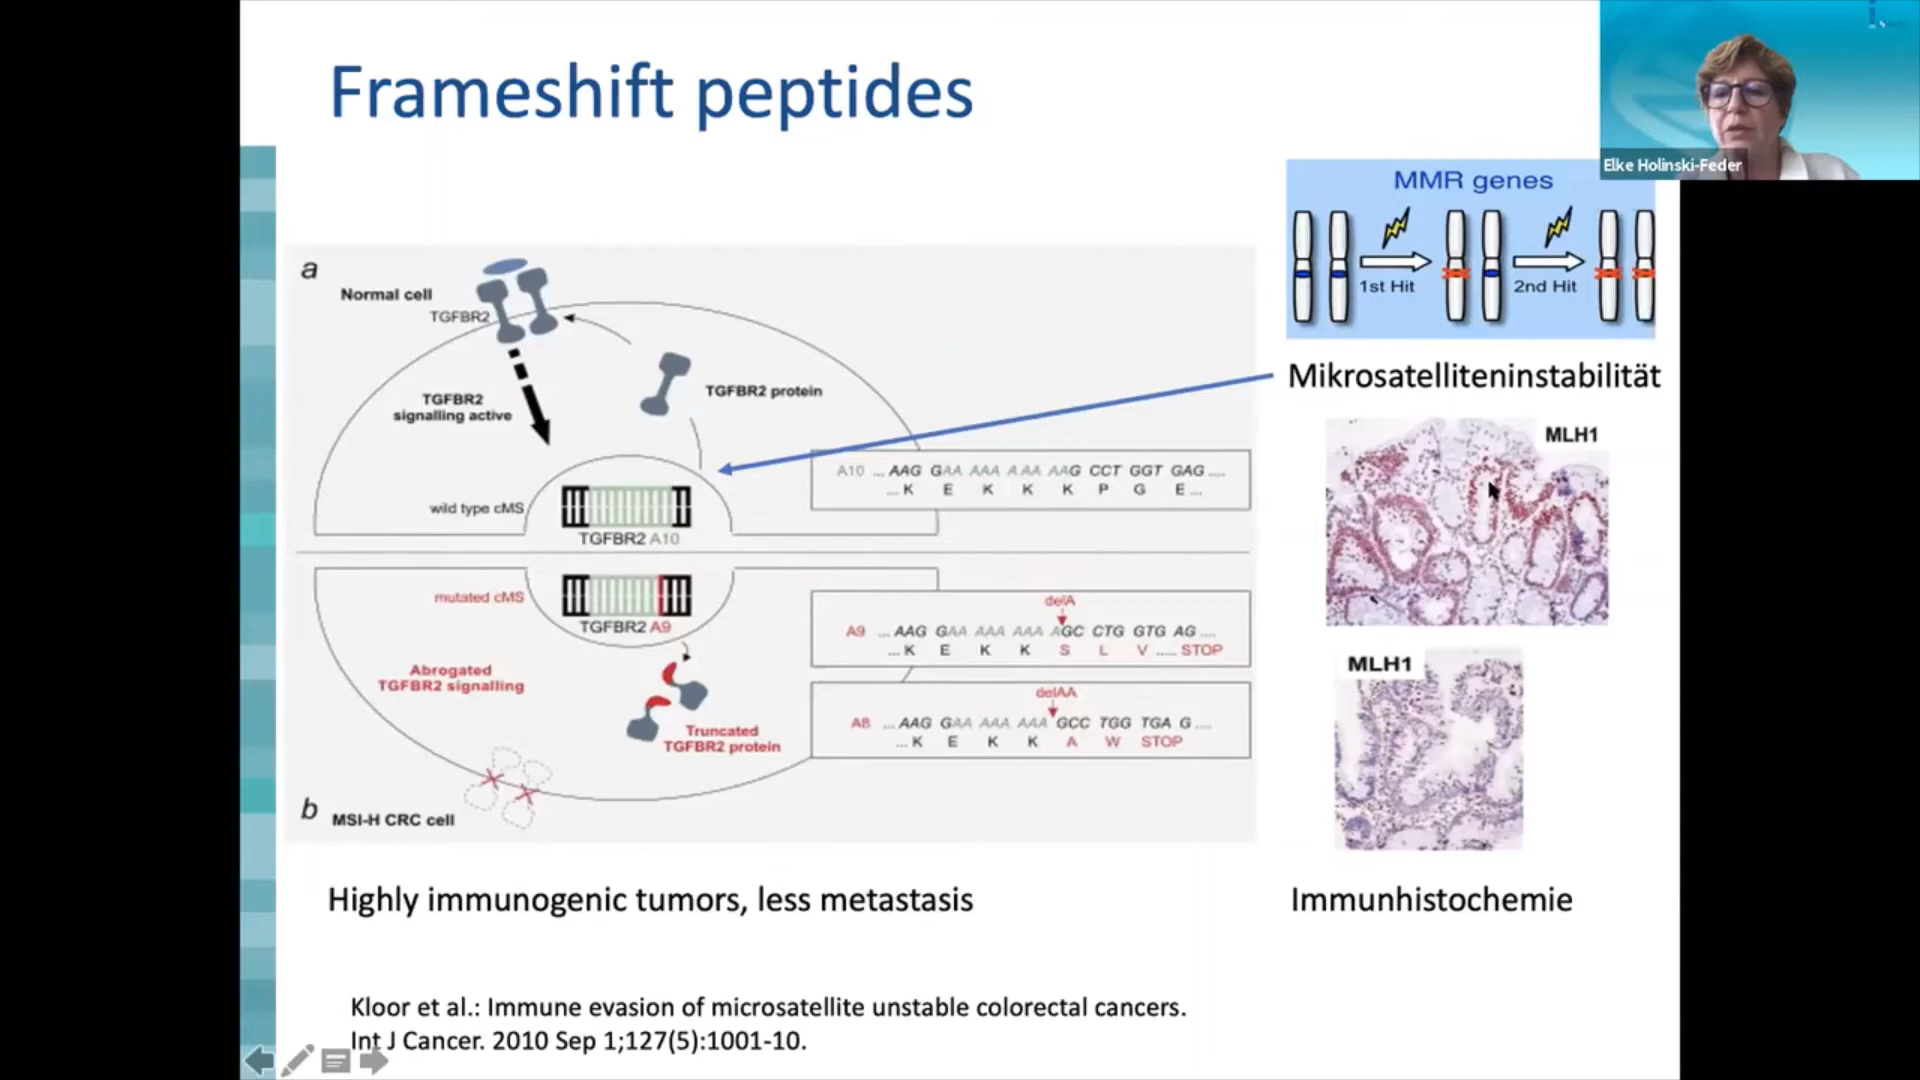 Frameshift peptides
Elke Holinski-Feder
MMR genes
1st Hit
2nd Hit
Mikrosatelliteninstabilität
a
Normal cell
TGFBR2
TGFBR2
signalling active
TGFBR2 protein
wild type cMS
TGFBR2 A10
A10 ... AAG GAA AAA AAA AAG CCT GGT GAG ....
... K E K K K P G E ...
mutated cMS
TGFBR2 A9
delA
A9 ... AAG GAA AAA AAA AGC CTG GTG AG ....
... K E K K S L V ..... STOP
Abrogated
TGFBR2 signalling
Truncated
TGFBR2 protein
delAA
A8 ... AAG GAA AAA AAA GCC TGG TGA G ....
... K E K K A W STOP
b
MSI-H CRC cell
MLH1
MLH1
Highly immunogenic tumors, less metastasis
Immunhistochemie
Kloor et al.: Immune evasion of microsatellite unstable colorectal cancers.
Int J Cancer. 2010 Sep 1;127(5):1001-10.